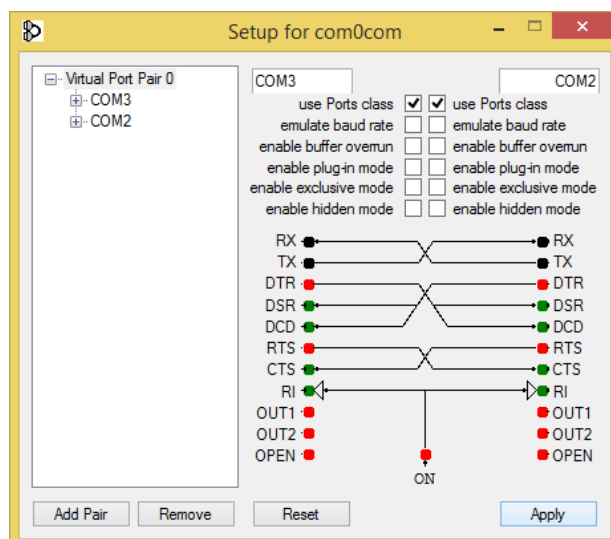 Setup for com0com
Virtual Port Pair 0
COM3
COM2
COM3 COM2
use Ports class use Ports class
emulate baud rate emulate baud rate
enable buffer overrun enable buffer overrun
enable plug-in mode enable plug-in mode
enable exclusive mode enable exclusive mode
enable hidden mode enable hidden mode
RX RX
TX TX
DTR DTR
DSR DSR
DCD DCD
RTS RTS
CTS CTS
RI RI
OUT1 OUT1
OUT2 OUT2
OPEN OPEN
ON
Add Pair Remove Reset Apply